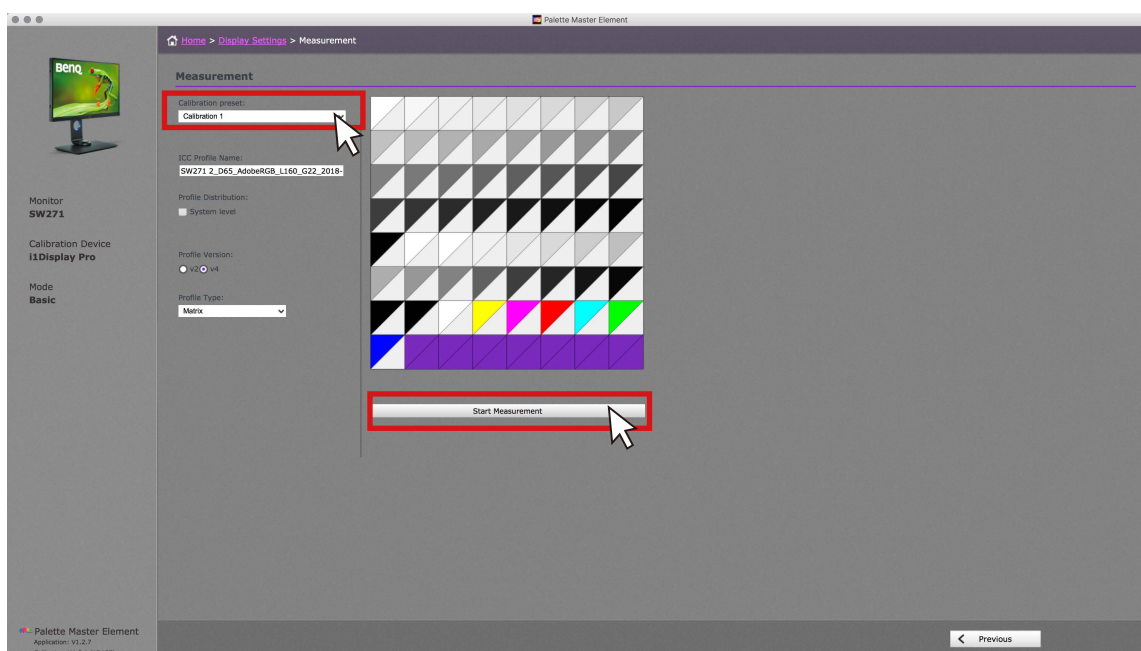 Palette Master Element
Home > Display Settings > Measurement
BenQ
Measurement
Calibration preset:
Calibration 1
ICC Profile Name:
SW271 2_D65_AdobeRGB_L160_G22_2018-
Monitor
SW271
Profile Distribution:
System level
Calibration Device
i1Display Pro
Profile Version:
v2 v4
Mode
Basic
Profile Type:
Matrix
Start Measurement
Palette Master Element
Application: V1.2.7
Previous